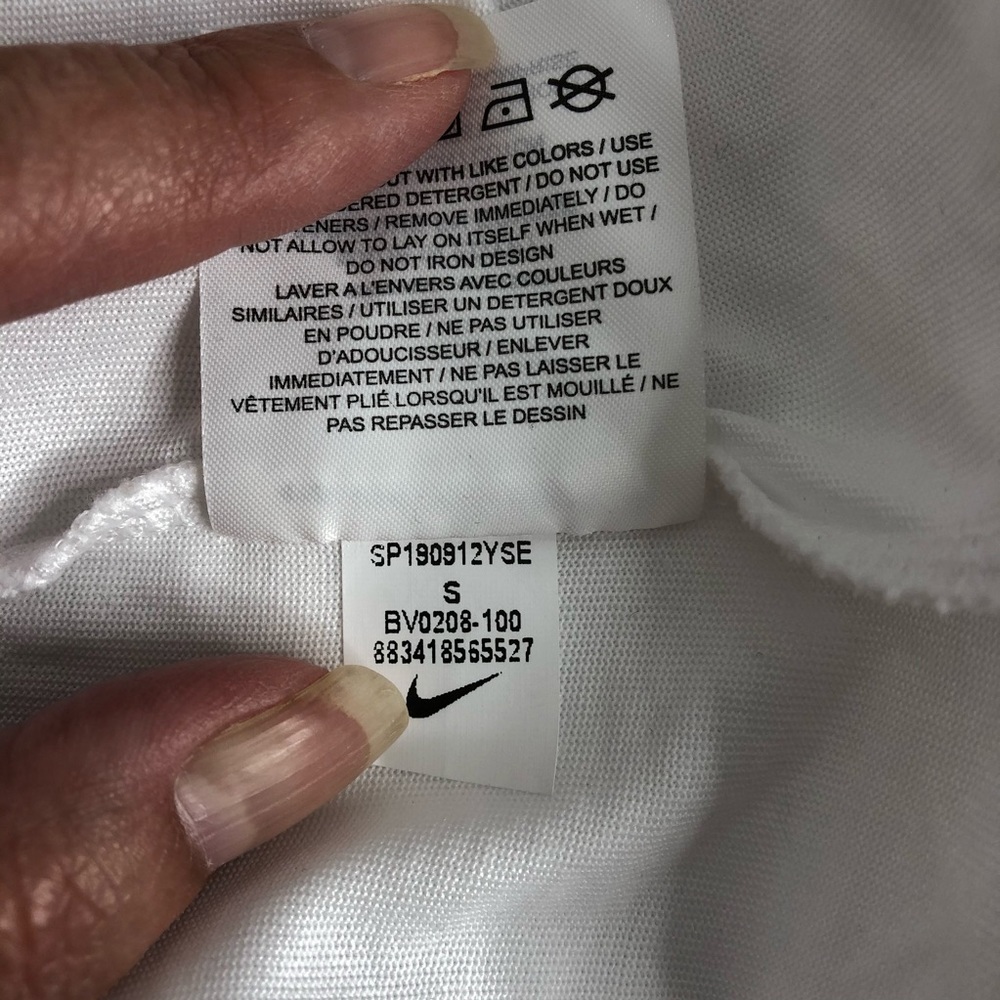 WITH LIKE COLORS / USE
DETERGENT / DO NOT USE
/ REMOVE IMMEDIATELY / DO
NOT ALLOW TO LAY ON ITSELF WHEN WET /
DO NOT IRON DESIGN
LAVER A L'ENVERS AVEC COULEURS
SIMILAIRES / UTILISER UN DETERGENT DOUX
EN POUDRE / NE PAS UTILISER
D'ADOUCISSEUR / ENLEVER
IMMEDIATEMENT / NE PAS LAISSER LE
VÊTEMENT PLIÉ LORSQU'IL EST MOUILLÉ / NE
PAS REPASSER LE DESSIN
SP190912YSE
S
BV0208-100
883418565527